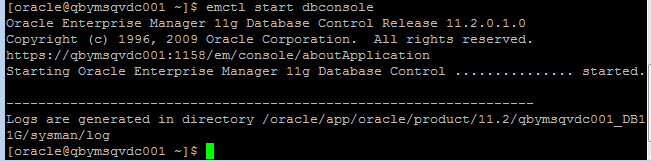 [oracle@qbymsqvdc001 ~]$ emctl start dbconsole
Oracle Enterprise Manager 11g Database Control Release 11.2.0.1.0
Copyright (c) 1996, 2009 Oracle Corporation.  All rights reserved.
https://qbymsqvdc001:1158/em/console/aboutApplication
Starting Oracle Enterprise Manager 11g Database Control ............... started.
------------------------------------------------------------------
Logs are generated in directory /oracle/app/oracle/product/11.2/qbymsqvdc001_DB1
1G/sysman/log
[oracle@qbymsqvdc001 ~]$